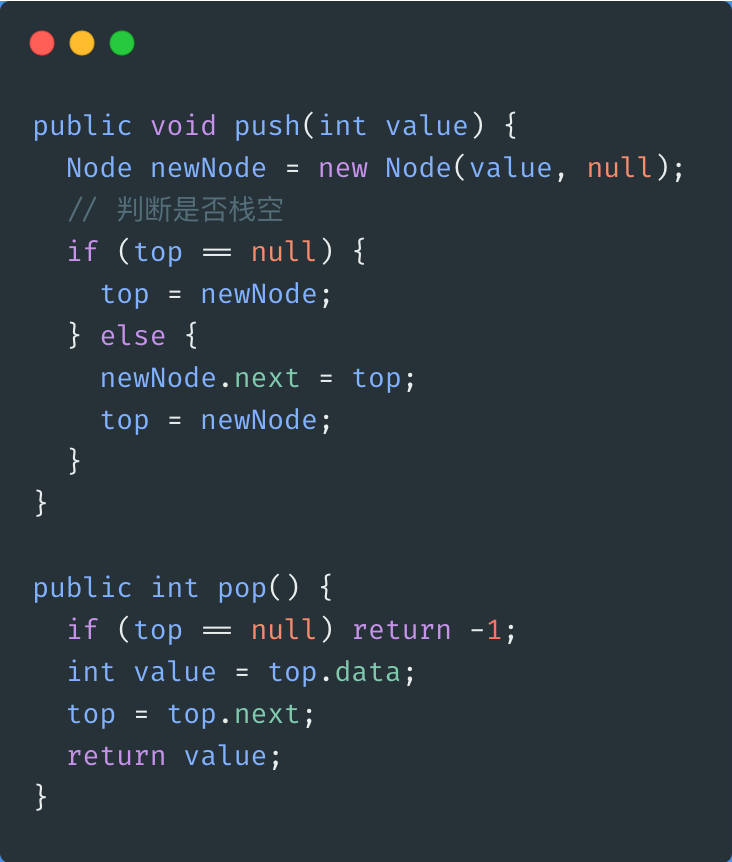 public void push(int value) {
  Node newNode = new Node(value, null);
  // 判断是否栈空
  if (top == null) {
    top = newNode;
  } else {
    newNode.next = top;
    top = newNode;
  }
}

public int pop() {
  if (top == null) return -1;
  int value = top.data;
  top = top.next;
  return value;
}